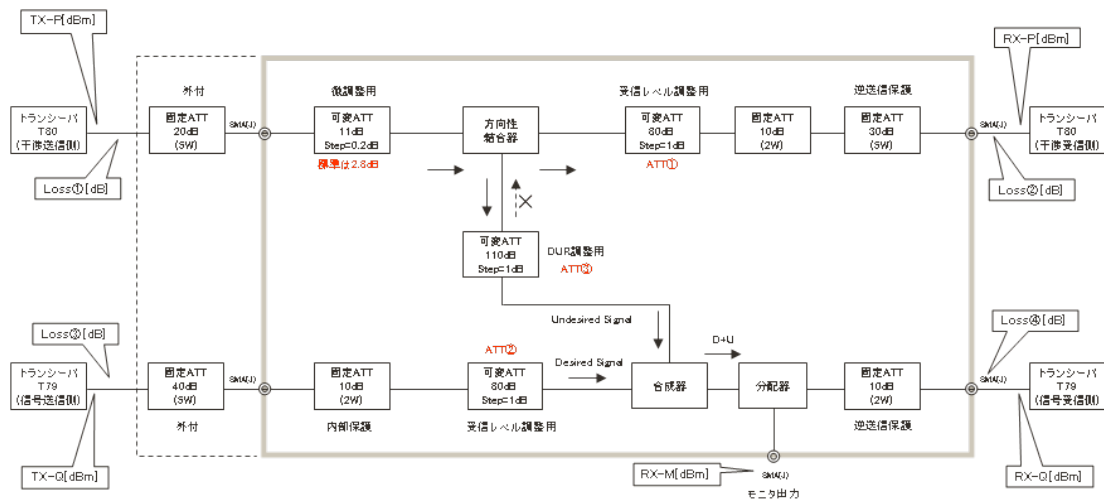 TX-P[dBm]
RX-P[dBm]
外付
微調整用
受信レベル調整用
逆送信保護
トランシーバ
T80
(干渉送信側)
固定ATT
20dB
(3W)
SMA(J)
可変ATT
11dB
Step=0.2dB
標準は2.8dB
方向性
結合器
可変ATT
80dB
Step=1dB
ATT①
固定ATT
10dB
(2W)
固定ATT
30dB
(3W)
SMA(J)
トランシーバ
T80
(干渉受信側)
Loss①[dB]
Loss②[dB]
×
可変ATT
110dB
Step=1dB
DUR調整用
ATT③
Undesired Signal
Loss③[dB]
Loss④[dB]
ATT②
Desired Signal
D+U
トランシーバ
T79
(信号送信側)
固定ATT
40dB
(3W)
SMA(J)
固定ATT
10dB
(2W)
可変ATT
80dB
Step=1dB
合成器
分配器
固定ATT
10dB
(2W)
SMA(J)
トランシーバ
T79
(信号受信側)
外付
内部保護
受信レベル調整用
逆送信保護
TX-Q[dBm]
RX-M[dBm]
SMA(J)
モニタ出力
RX-Q[dBm]